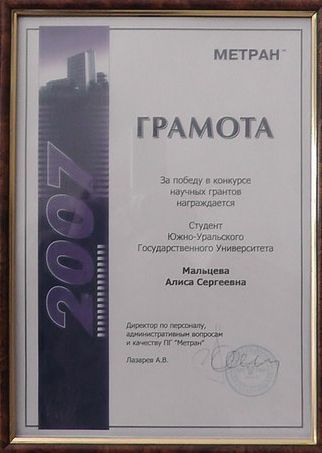 МЕТРАН™
ГРАМОТА
За победу в конкурсе
научных грантов
награждается
Студент
Южно-Уральского
Государственного Университета
Мальцева
Алиса Сергеевна
Директор по персоналу,
административным вопросам
и качеству ПГ "Метран"
Лазарев А.В.
2007